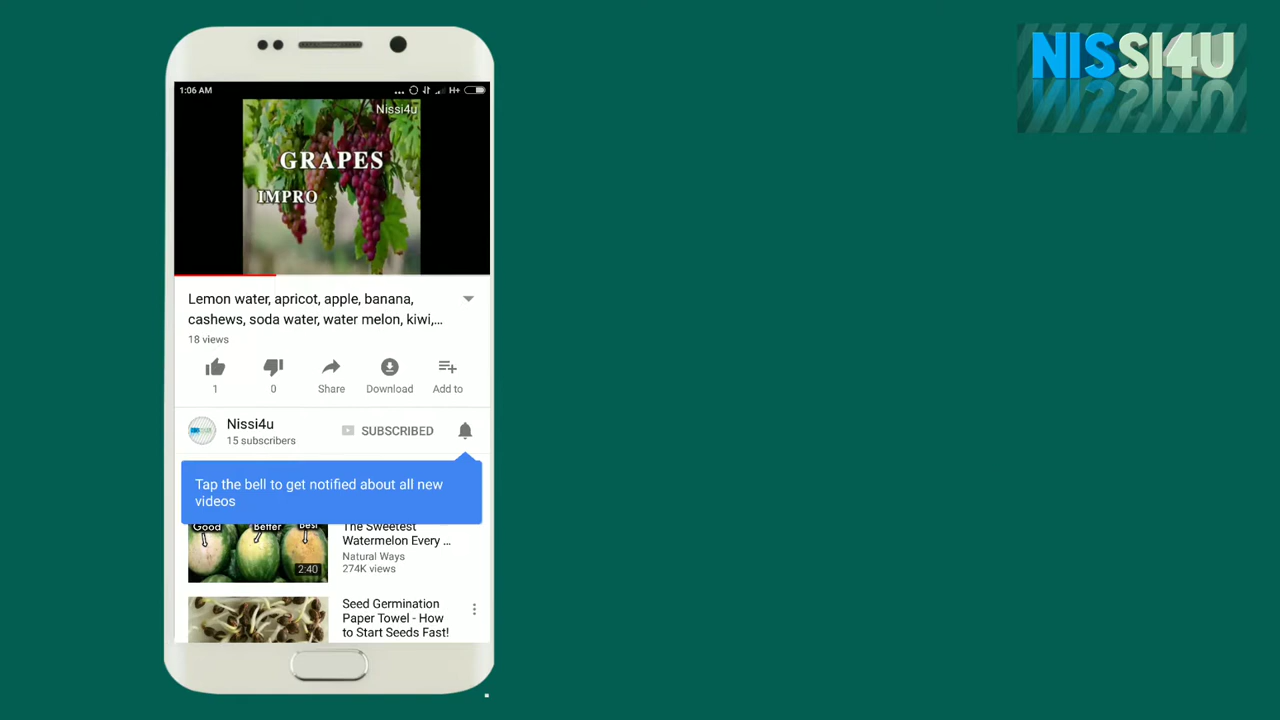 NISSI4U
1:06 AM
... H+
Nissi4u
GRAPES
IMPRO
Lemon water, apricot, apple, banana,
cashews, soda water, water melon, kiwi,...
18 views
1
0
Share
Download
Add to
Nissi4u
15 subscribers
SUBSCRIBED
Tap the bell to get notified about all new
videos
Good
Better
Best
2:40
The Sweetest
Watermelon Every ...
Natural Ways
274K views
Seed Germination
Paper Towel - How
to Start Seeds Fast!